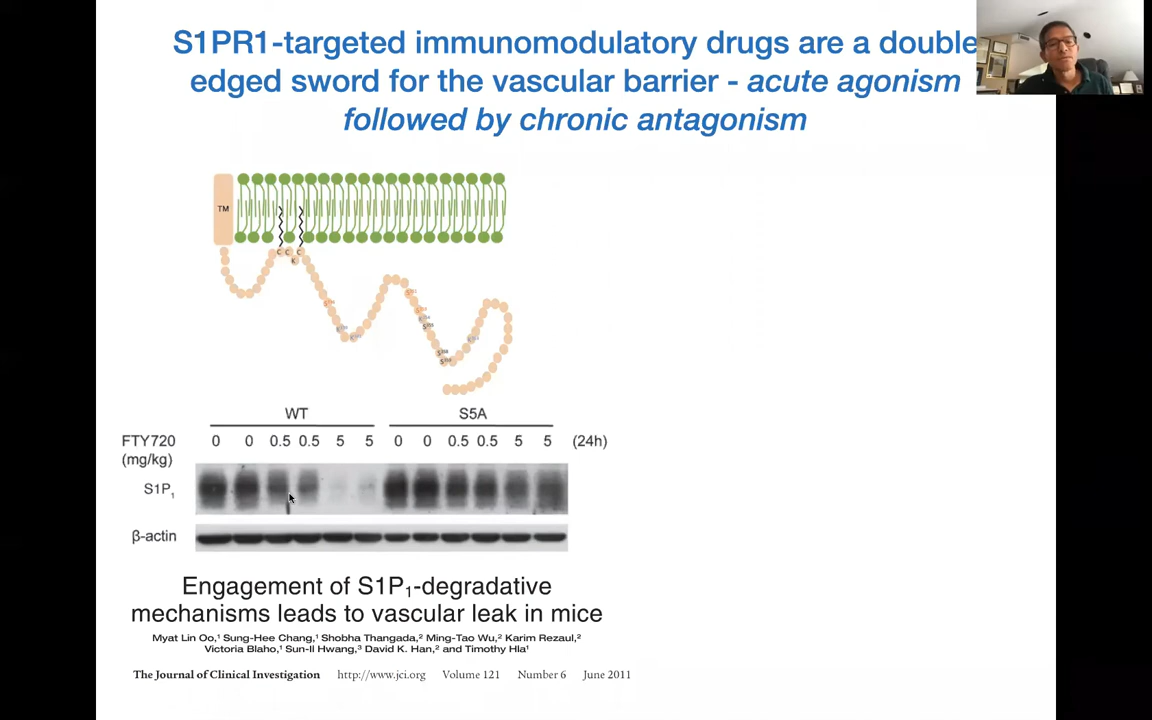 S1PR1-targeted immunomodulatory drugs are a double
edged sword for the vascular barrier - acute agonism
followed by chronic antagonism
TM
C C C
K
WT S5A
FTY720 0 0 0.5 0.5 5 5 0 0 0.5 0.5 5 5 (24h)
(mg/kg)
S1P₁
β-actin
Engagement of S1P₁-degradative
mechanisms leads to vascular leak in mice
Myat Lin Oo,¹ Sung-Hee Chang,¹ Shobha Thangada,² Ming-Tao Wu,² Karim Rezaul,²
Victoria Blaho,¹ Sun-Il Hwang,³ David K. Han,² and Timothy Hla¹
The Journal of Clinical Investigation http://www.jci.org Volume 121 Number 6 June 2011